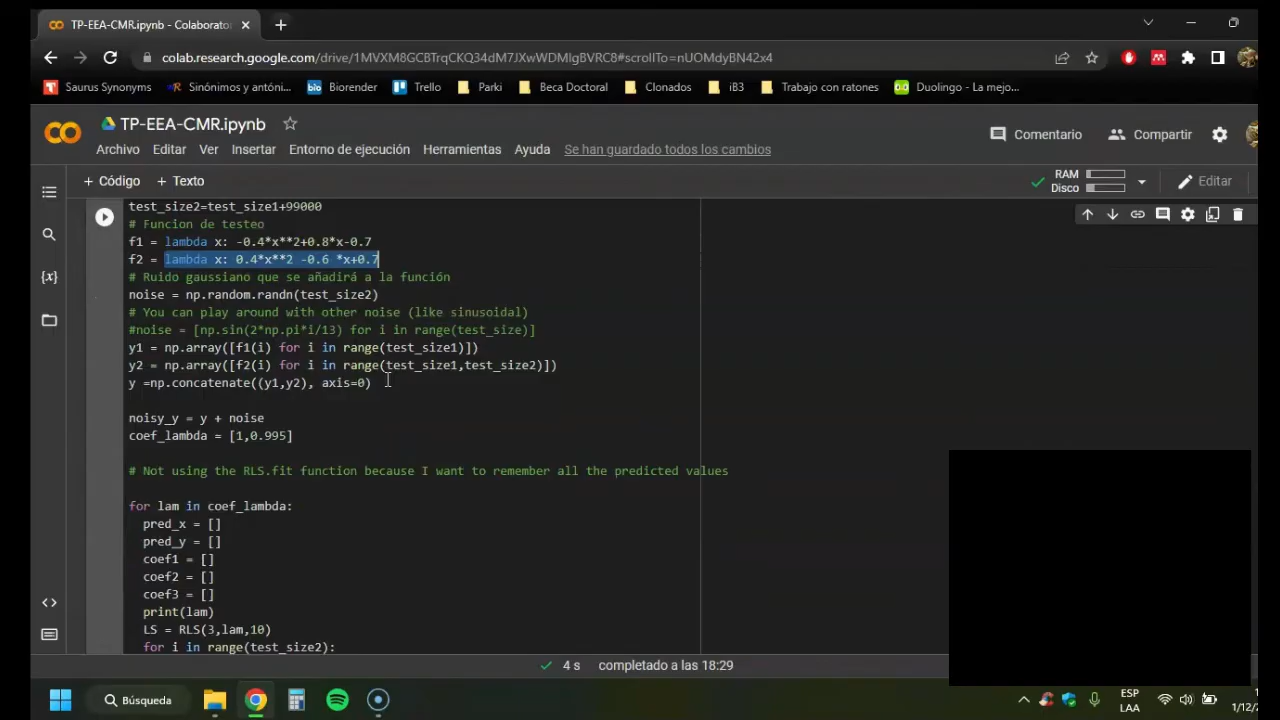 TP-EEA-CMR.ipynb - Colaborato
colab.research.google.com/drive/1MVXM8GCBTrqCKQ34dM7JXwWDMIgBVRC8#scrollTo=nUOMdyBN42x4
Saurus Synonyms Sinónimos y antóni... Biorender Trello Parki Beca Doctoral Clonados iB3 Trabajo con ratones Duolingo - La mejo...
TP-EEA-CMR.ipynb
Comentario Compartir
Archivo Editar Ver Insertar Entorno de ejecución Herramientas Ayuda Se han guardado todos los cambios
+ Código + Texto RAM Disco Editar
test_size2=test_size1+99000
# Funcion de testeo
f1 = lambda x: -0.4*x**2+0.8*x-0.7
f2 = lambda x: 0.4*x**2 -0.6 *x+0.7
# Ruido gaussiano que se añadirá a la función
noise = np.random.randn(test_size2)
# You can play around with other noise (like sinusoidal)
#noise = [np.sin(2*np.pi*i/13) for i in range(test_size)]
y1 = np.array([f1(i) for i in range(test_size1)])
y2 = np.array([f2(i) for i in range(test_size1,test_size2)])
y =np.concatenate((y1,y2), axis=0)
noisy_y = y + noise
coef_lambda = [1,0.995]
# Not using the RLS.fit function because I want to remember all the predicted values
for lam in coef_lambda:
pred_x = []
pred_y = []
coef1 = []
coef2 = []
coef3 = []
print(lam)
LS = RLS(3,lam,10)
for i in range(test_size2):
4 s completado a las 18:29
Búsqueda
ESP
LAA
1/12/2